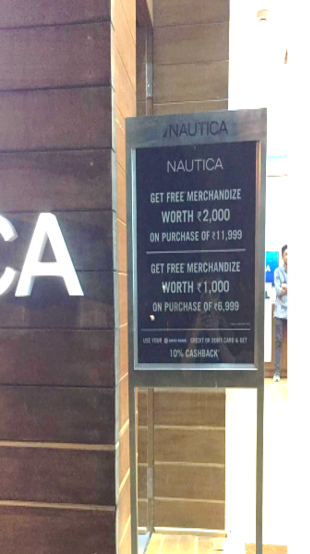 NAUTICA
NAUTICA
GET FREE MERCHANDIZE
WORTH ₹2,000
ON PURCHASE OF ₹11,999
GET FREE MERCHANDIZE
WORTH ₹1,000
ON PURCHASE OF ₹6,999
USE YOUR CREDIT OR DEBIT CARD & GET
10% CASHBACK*
CA